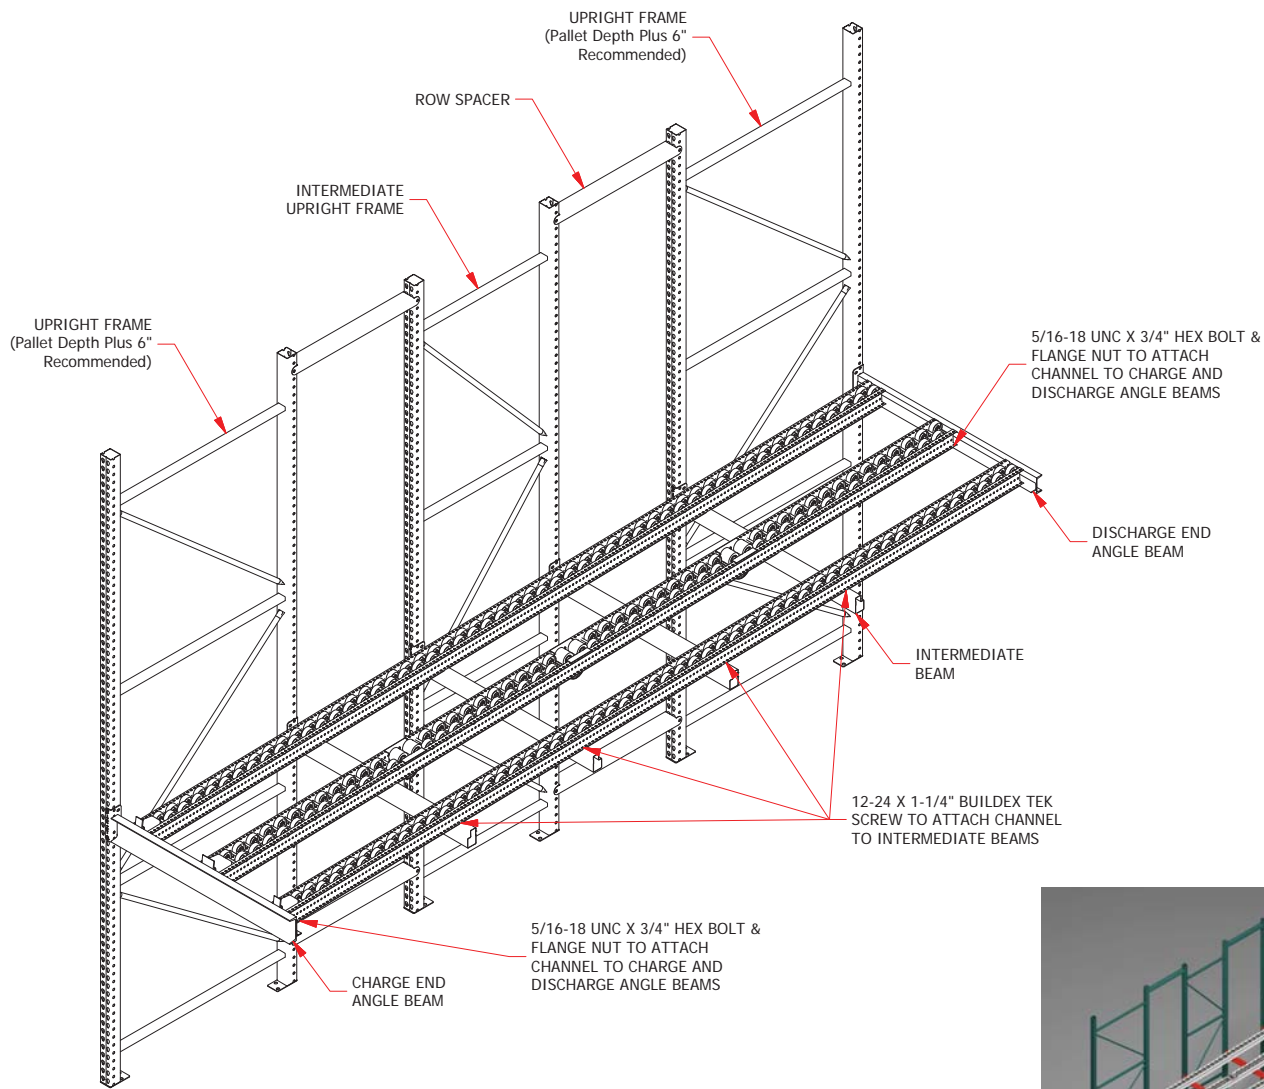 UPRIGHT FRAME
(Pallet Depth Plus 6"
Recommended)
ROW SPACER
INTERMEDIATE
UPRIGHT FRAME
UPRIGHT FRAME
(Pallet Depth Plus 6"
Recommended)
5/16-18 UNC X 3/4" HEX BOLT &
FLANGE NUT TO ATTACH
CHANNEL TO CHARGE AND
DISCHARGE ANGLE BEAMS
DISCHARGE END
ANGLE BEAM
INTERMEDIATE
BEAM
12-24 X 1-1/4" BUILDEX TEK
SCREW TO ATTACH CHANNEL
TO INTERMEDIATE BEAMS
5/16-18 UNC X 3/4" HEX BOLT &
FLANGE NUT TO ATTACH
CHANNEL TO CHARGE AND
DISCHARGE ANGLE BEAMS
CHARGE END
ANGLE BEAM